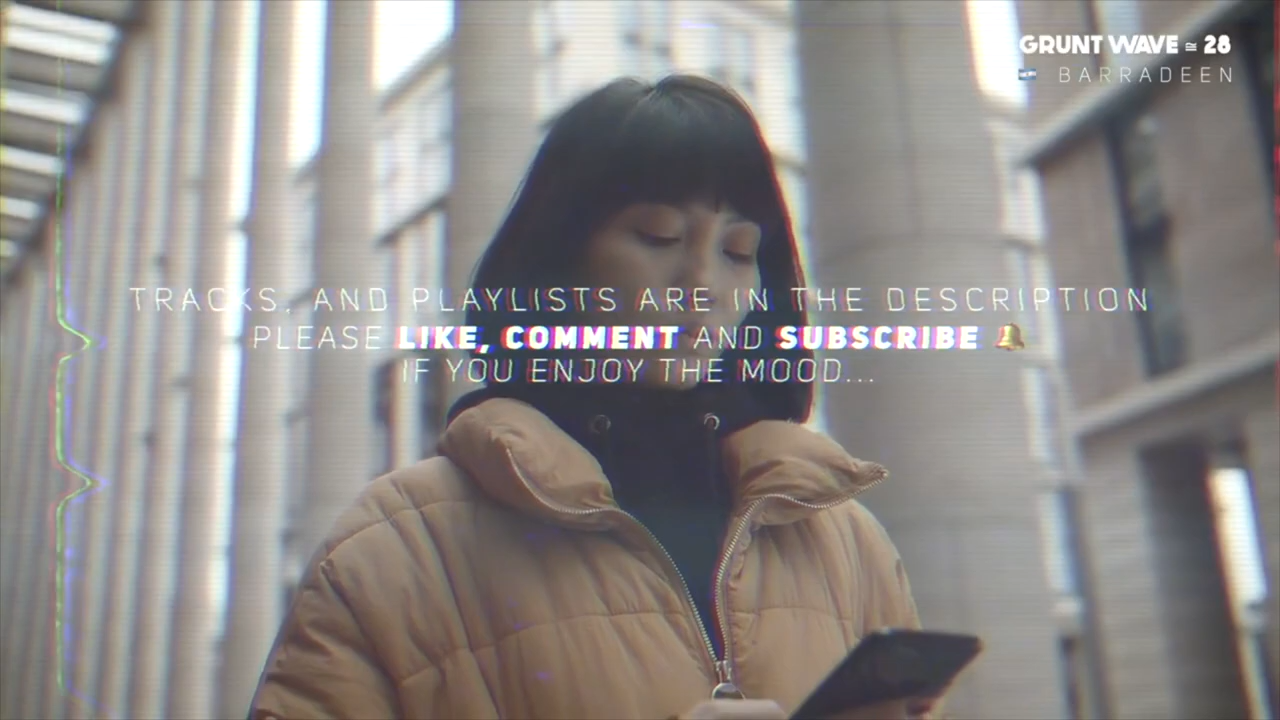 GRUNT WAVE ≅ 28
BARRADEEN
TRACKS, AND PLAYLISTS ARE IN THE DESCRIPTION
PLEASE LIKE, COMMENT AND SUBSCRIBE 🔔
IF YOU ENJOY THE MOOD...